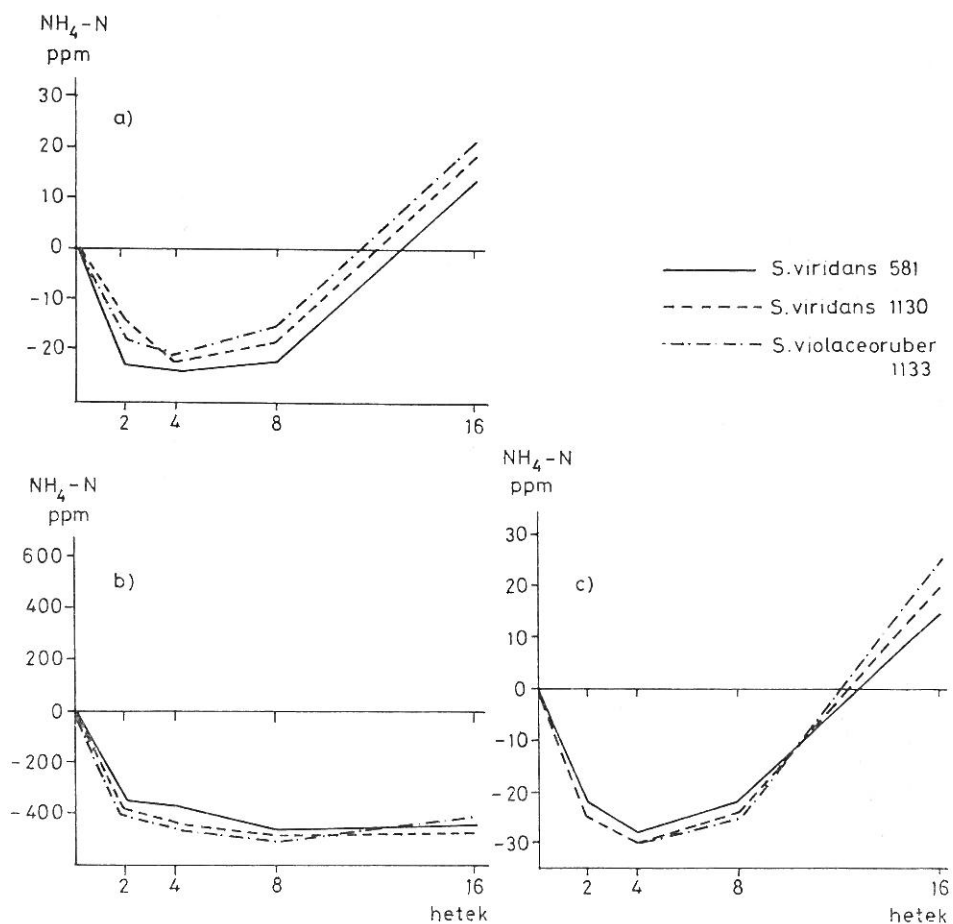 NH₄-N
ppm
a)
30
20
10
0
-10
-20
2 4 8 16
S.viridans 581
S.viridans 1130
S.violaceoruber
1133
NH₄-N
ppm
b)
600
400
200
0
-200
-400
2 4 8 16
hetek
NH₄-N
ppm
c)
30
20
10
0
-10
-20
-30
2 4 8 16
hetek